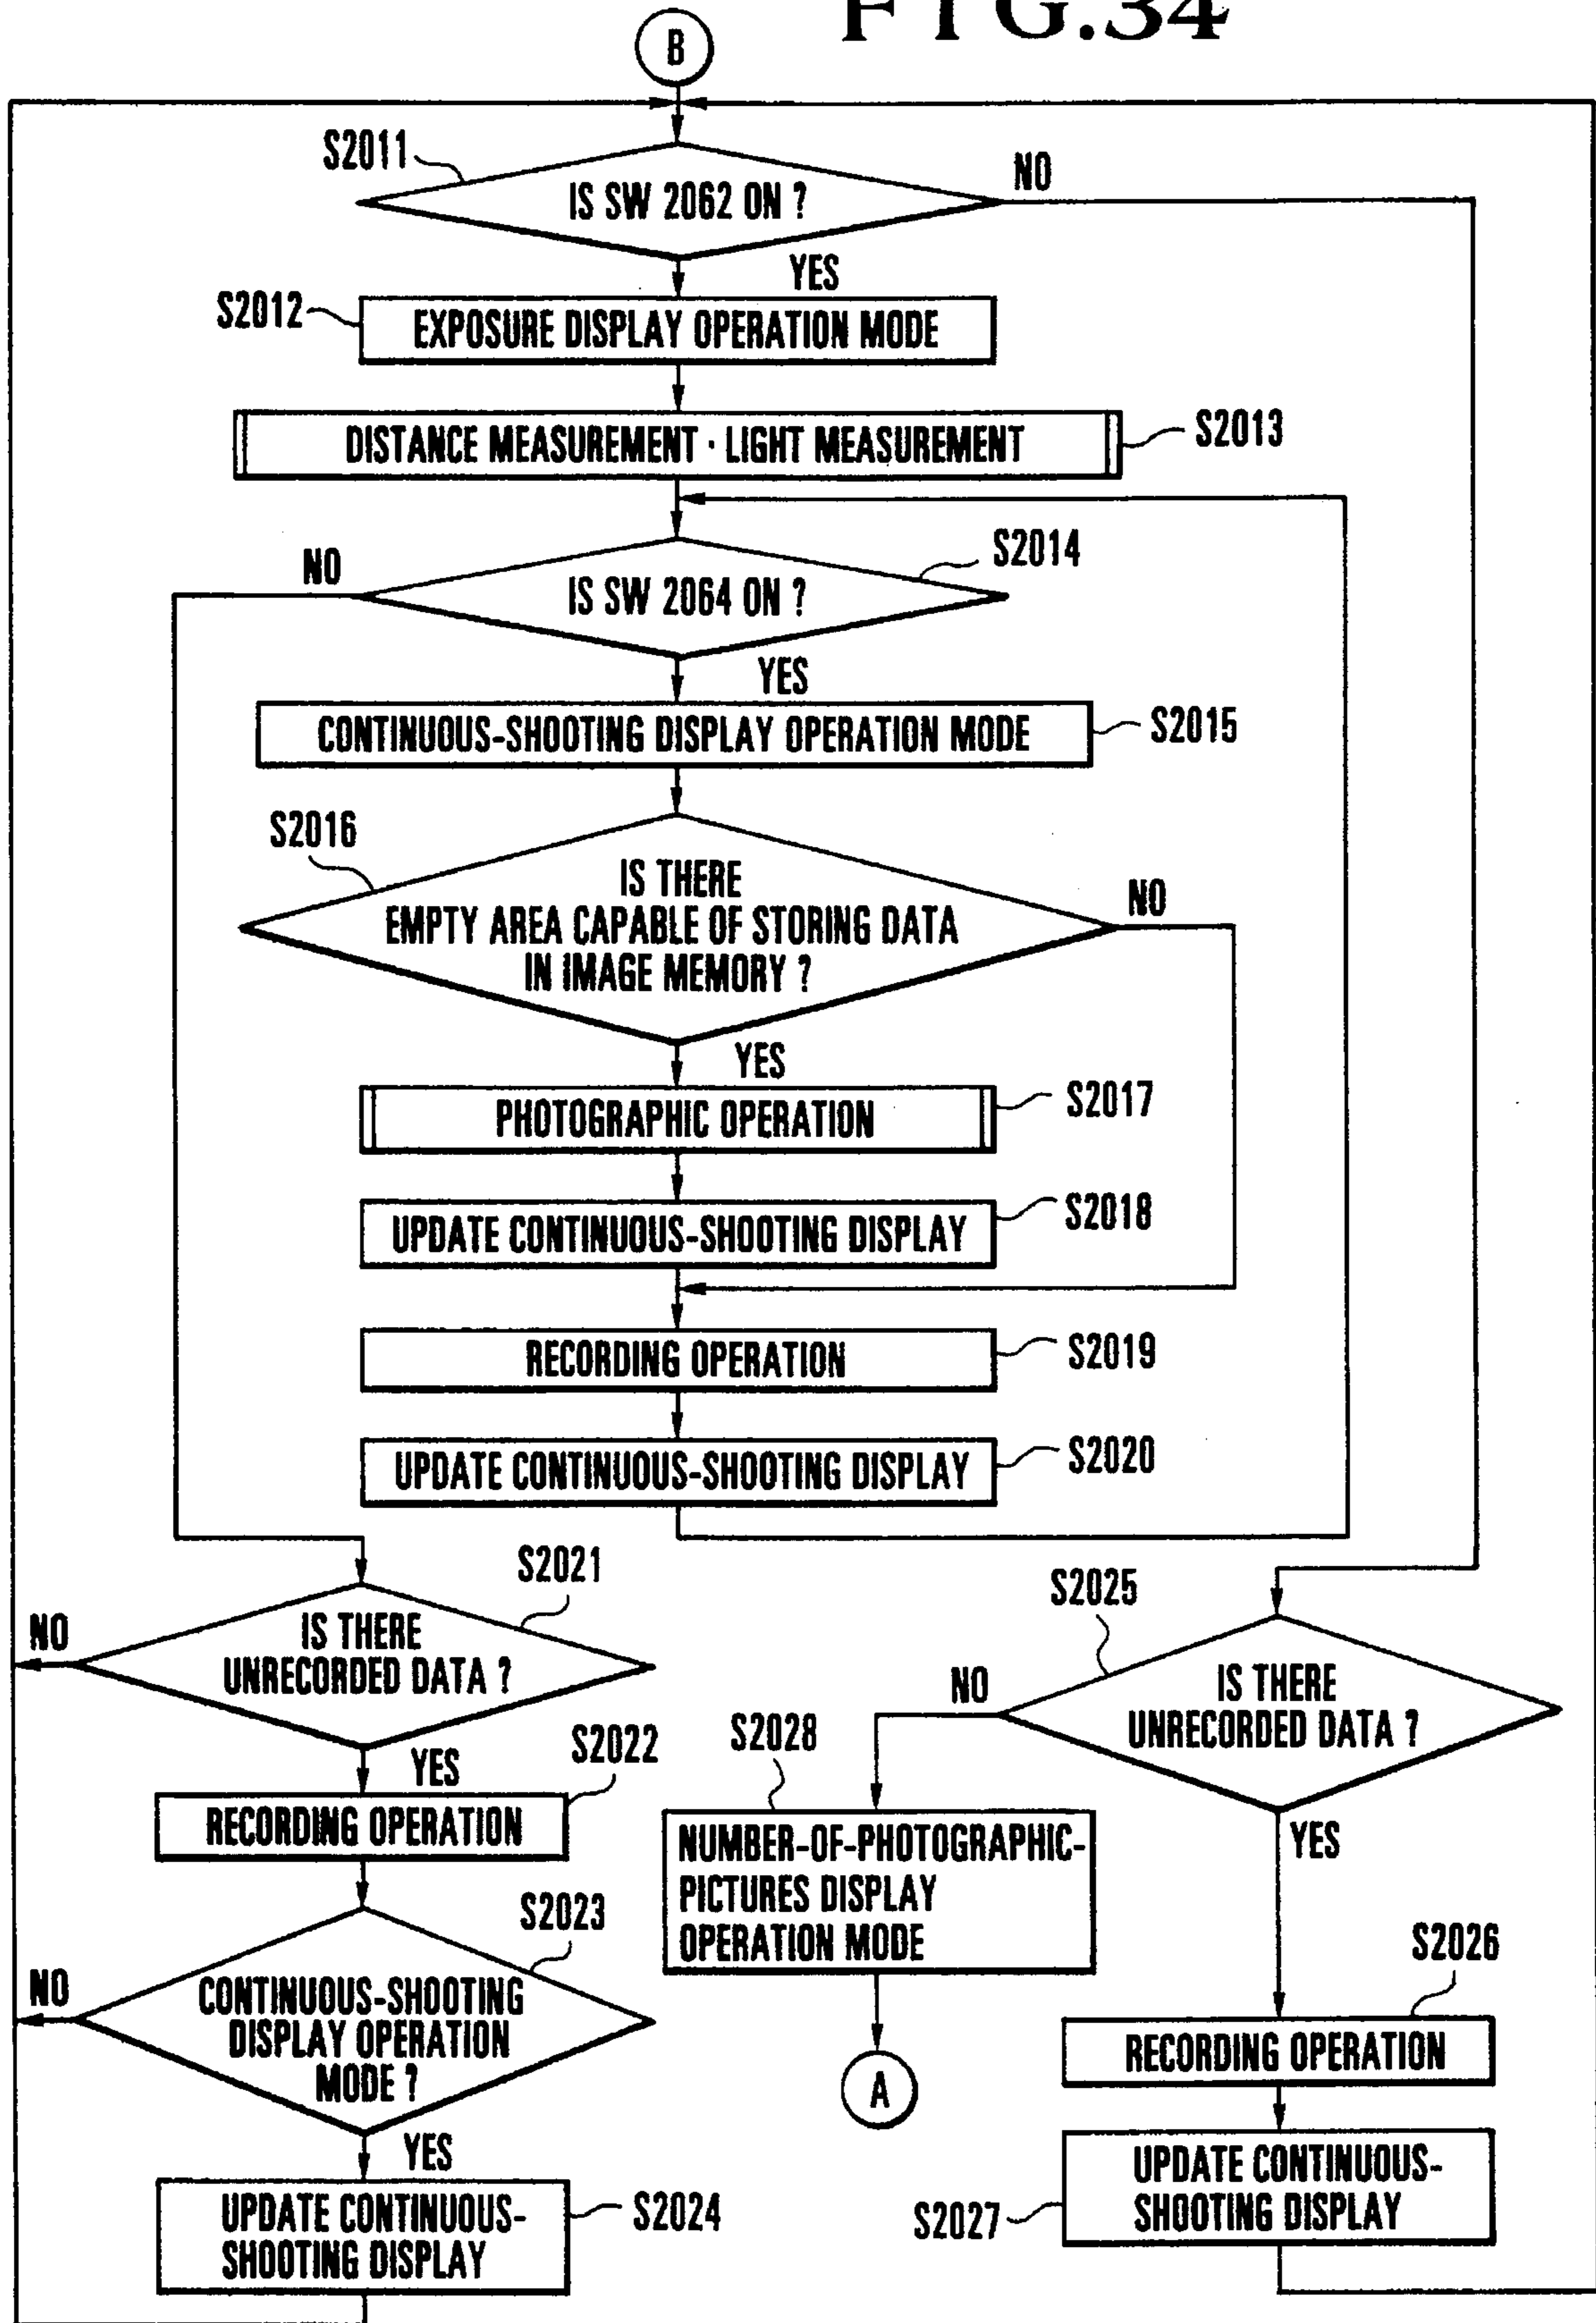 FIG.34
B
S2011
IS SW 2062 ON ?
NO
YES
S2012
EXPOSURE DISPLAY OPERATION MODE
DISTANCE MEASUREMENT · LIGHT MEASUREMENT
S2013
S2014
NO
IS SW 2064 ON ?
YES
CONTINUOUS-SHOOTING DISPLAY OPERATION MODE
S2015
S2016
IS THERE
EMPTY AREA CAPABLE OF STORING DATA
IN IMAGE MEMORY ?
NO
YES
PHOTOGRAPHIC OPERATION
S2017
UPDATE CONTINUOUS-SHOOTING DISPLAY
S2018
RECORDING OPERATION
S2019
UPDATE CONTINUOUS-SHOOTING DISPLAY
S2020
S2021
NO
IS THERE
UNRECORDED DATA ?
YES
S2022
RECORDING OPERATION
S2023
NO
CONTINUOUS-SHOOTING
DISPLAY OPERATION
MODE ?
YES
UPDATE CONTINUOUS-
SHOOTING DISPLAY
S2024
S2025
NO
IS THERE
UNRECORDED DATA ?
YES
S2028
NUMBER-OF-PHOTOGRAPHIC-
PICTURES DISPLAY
OPERATION MODE
A
S2026
RECORDING OPERATION
UPDATE CONTINUOUS-
SHOOTING DISPLAY
S2027